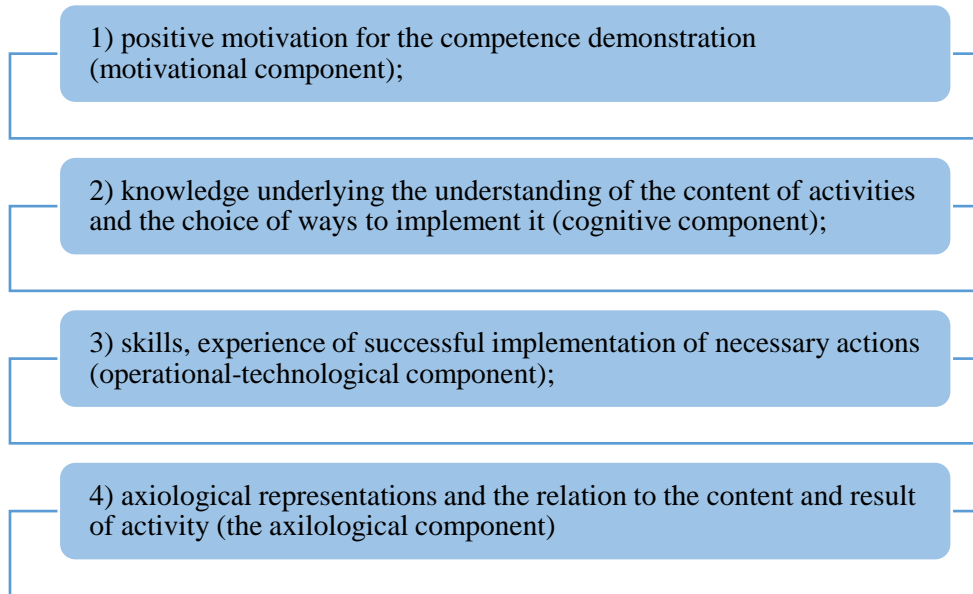 1) positive motivation for the competence demonstration
(motivational component);
2) knowledge underlying the understanding of the content of activities
and the choice of ways to implement it (cognitive component);
3) skills, experience of successful implementation of necessary actions
(operational-technological component);
4) axiological representations and the relation to the content and result
of activity (the axilological component)